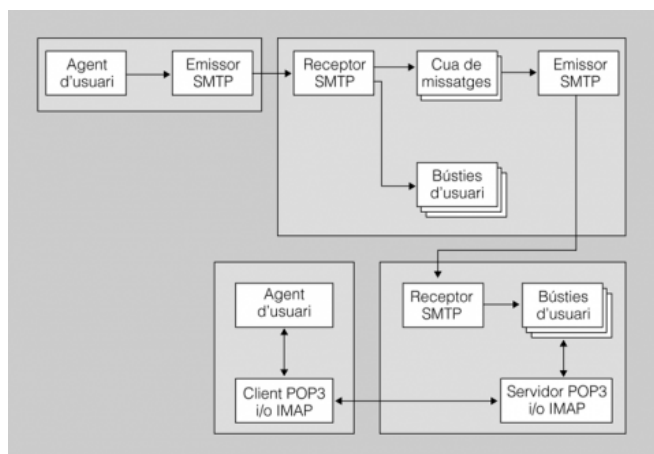 Agent
d'usuari
Emissor
SMTP
Receptor
SMTP
Cua de
missatges
Emissor
SMTP
Bústies
d'usuari
Agent
d'usuari
Receptor
SMTP
Bústies
d'usuari
Client POP3
i/o IMAP
Servidor POP3
i/o IMAP